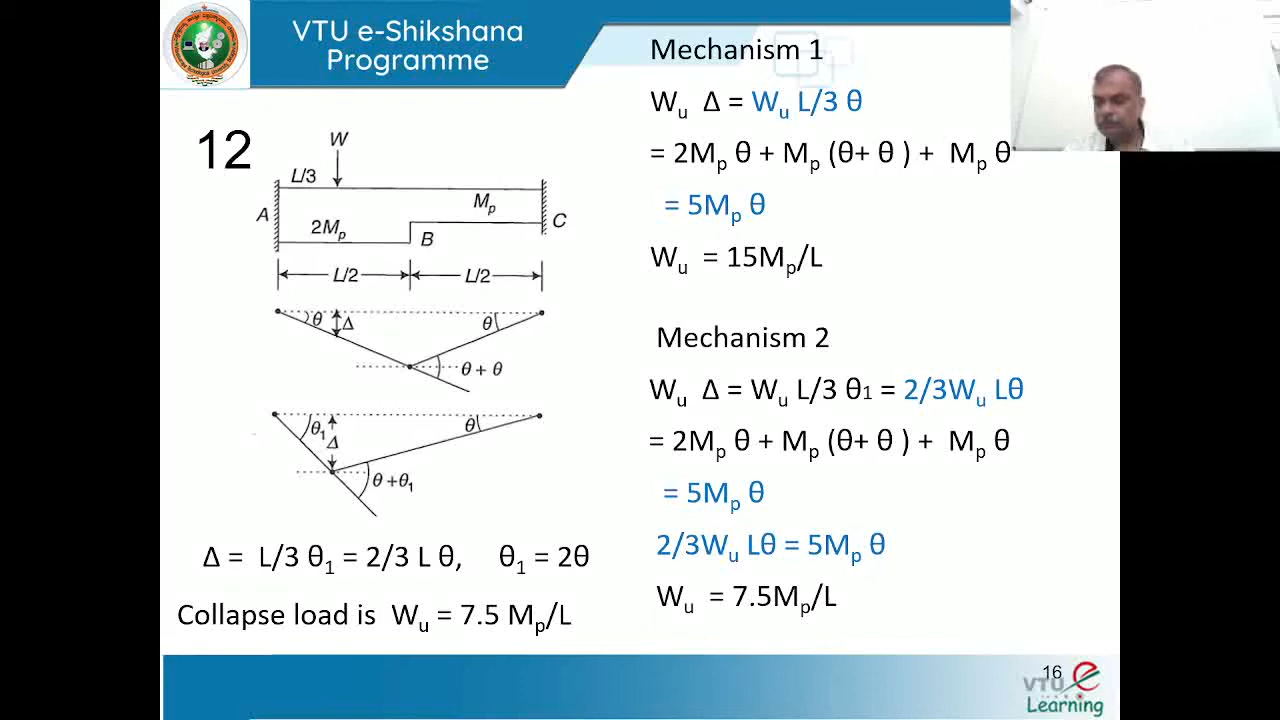 VTU e-Shikshana
Programme
12
W
L/3
A
M_p
2M_p
B
C
L/2
L/2
θ
Δ
θ
θ + θ
θ₁
Δ
θ
θ +θ₁
Δ = L/3 θ₁ = 2/3 L θ, θ₁ = 2θ
Collapse load is W_u = 7.5 M_p/L
Mechanism 1
W_u Δ = W_u L/3 θ
= 2M_p θ + M_p (θ+ θ ) + M_p θ
= 5M_p θ
W_u = 15M_p/L
Mechanism 2
W_u Δ = W_u L/3 θ1 = 2/3W_u Lθ
= 2M_p θ + M_p (θ+ θ ) + M_p θ
= 5M_p θ
2/3W_u Lθ = 5M_p θ
W_u = 7.5M_p/L
16
VTU e
Learning